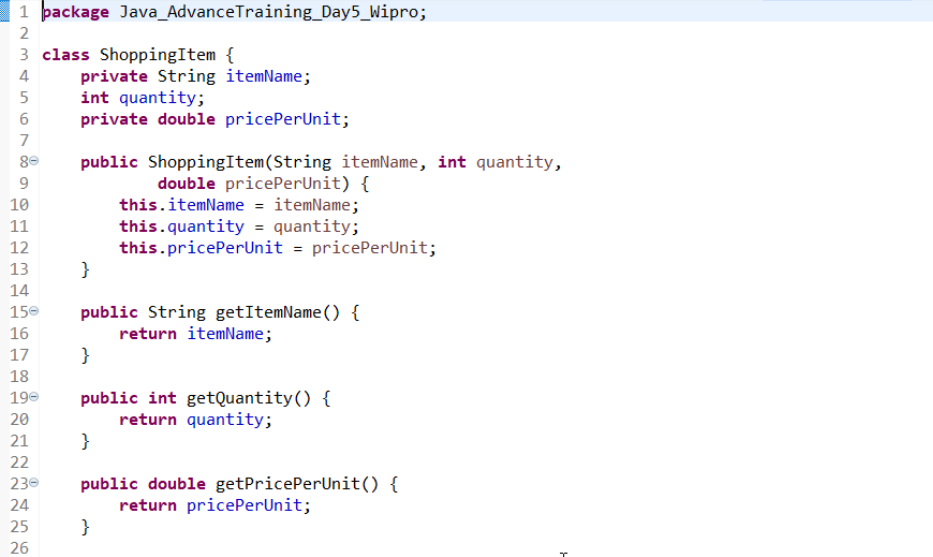 1 package Java_AdvanceTraining_Day5_Wipro;
2
3 class ShoppingItem {
4     private String itemName;
5     int quantity;
6     private double pricePerUnit;
7
8     public ShoppingItem(String itemName, int quantity,
9             double pricePerUnit) {
10         this.itemName = itemName;
11         this.quantity = quantity;
12         this.pricePerUnit = pricePerUnit;
13     }
14
15     public String getItemName() {
16         return itemName;
17     }
18
19     public int getQuantity() {
20         return quantity;
21     }
22
23     public double getPricePerUnit() {
24         return pricePerUnit;
25     }
26